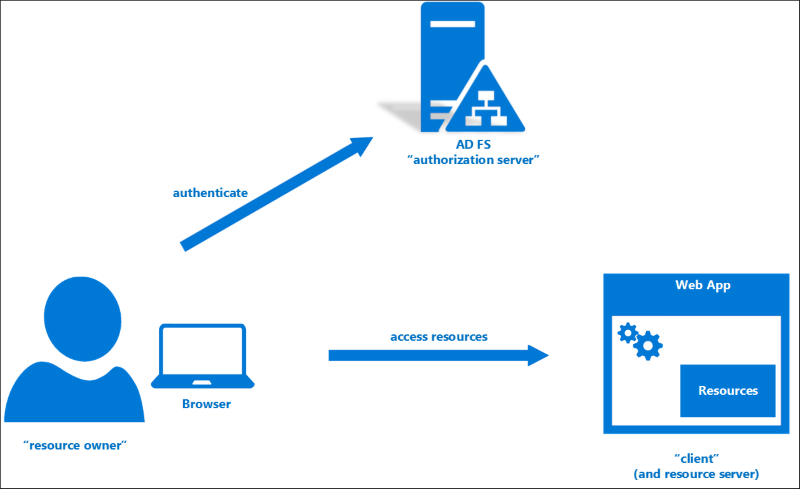 AD FS
“authorization server”
authenticate
Web App
access resources
Resources
Browser
“resource owner”
“client”
(and resource server)